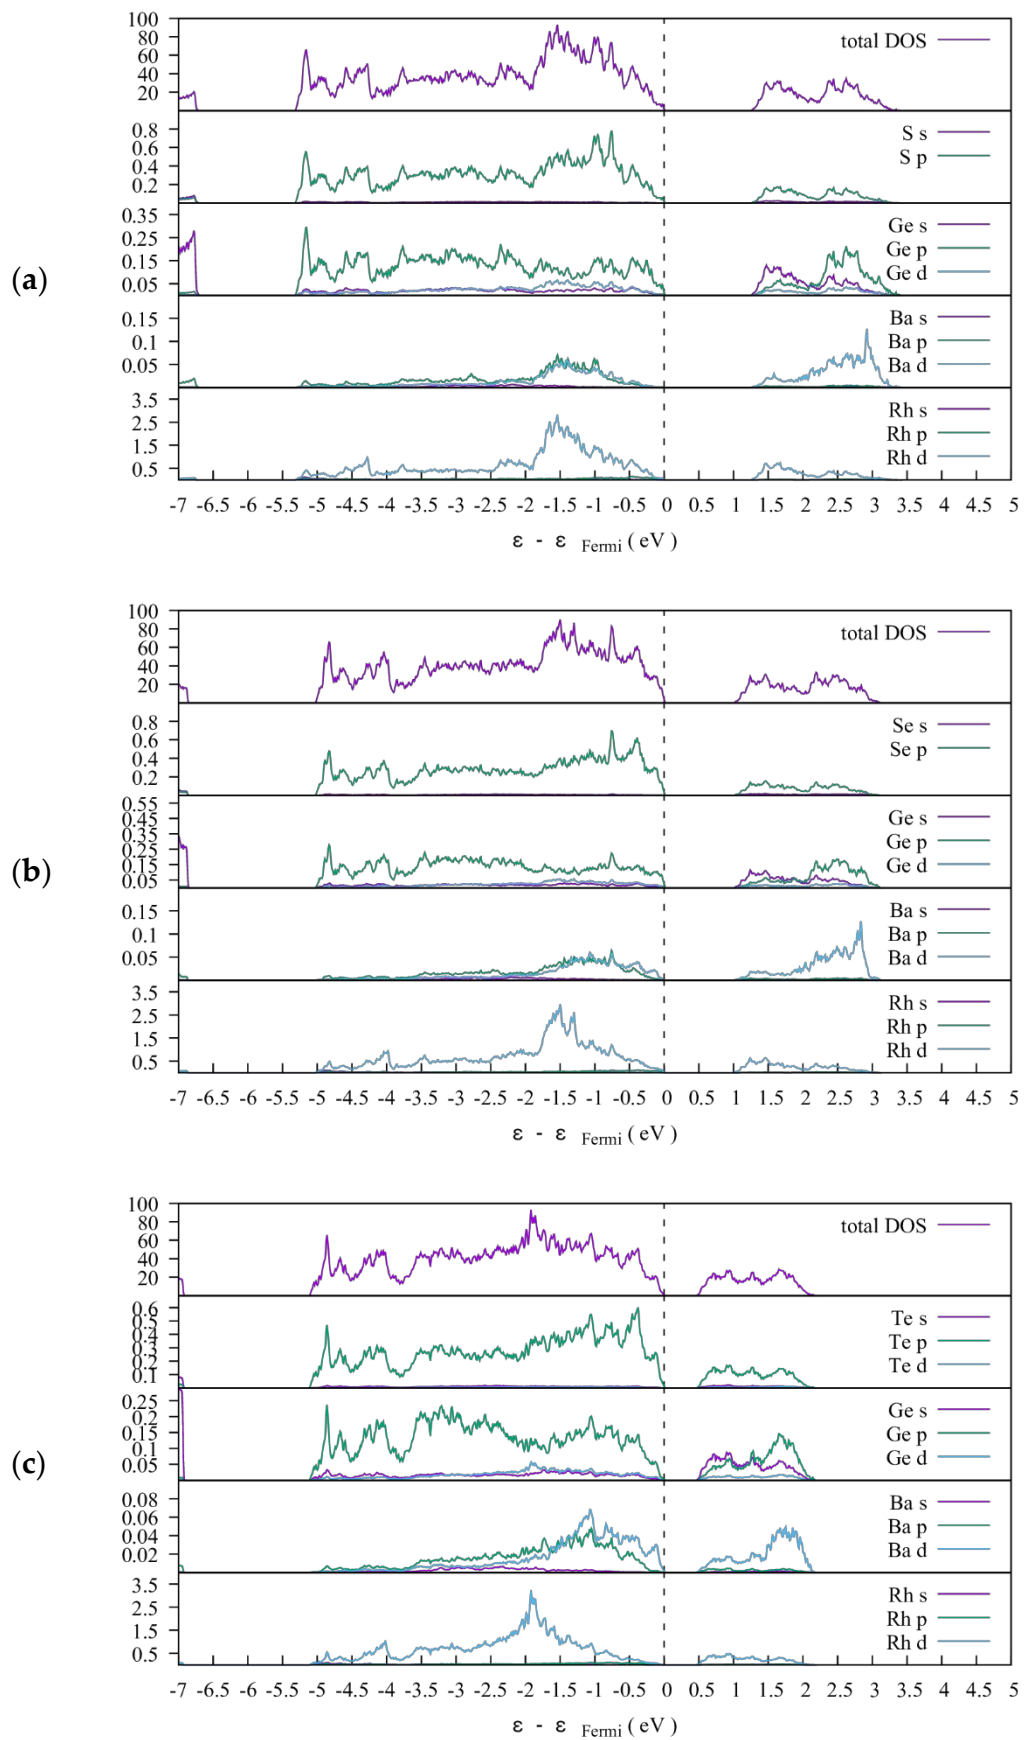 100
80
60
40
20
total DOS
0.8
0.6
0.4
0.2
S s
S p
(a)
0.35
0.25
0.15
0.05
Ge s
Ge p
Ge d
0.15
0.1
0.05
Ba s
Ba p
Ba d
3.5
2.5
1.5
0.5
Rh s
Rh p
Rh d
-7 -6.5 -6 -5.5 -5 -4.5 -4 -3.5 -3 -2.5 -2 -1.5 -1 -0.5 0 0.5 1 1.5 2 2.5 3 3.5 4 4.5 5
ε - ε Fermi ( eV )
100
80
60
40
20
total DOS
0.8
0.6
0.4
0.2
Se s
Se p
(b)
0.55
0.45
0.35
0.25
0.15
0.05
Ge s
Ge p
Ge d
0.15
0.1
0.05
Ba s
Ba p
Ba d
3.5
2.5
1.5
0.5
Rh s
Rh p
Rh d
-7 -6.5 -6 -5.5 -5 -4.5 -4 -3.5 -3 -2.5 -2 -1.5 -1 -0.5 0 0.5 1 1.5 2 2.5 3 3.5 4 4.5 5
ε - ε Fermi ( eV )
100
80
60
40
20
total DOS
0.6
0.5
0.4
0.3
0.2
0.1
Te s
Te p
Te d
(c)
0.25
0.2
0.15
0.1
0.05
Ge s
Ge p
Ge d
0.08
0.06
0.04
0.02
Ba s
Ba p
Ba d
3.5
2.5
1.5
0.5
Rh s
Rh p
Rh d
-7 -6.5 -6 -5.5 -5 -4.5 -4 -3.5 -3 -2.5 -2 -1.5 -1 -0.5 0 0.5 1 1.5 2 2.5 3 3.5 4 4.5 5
ε - ε Fermi ( eV )